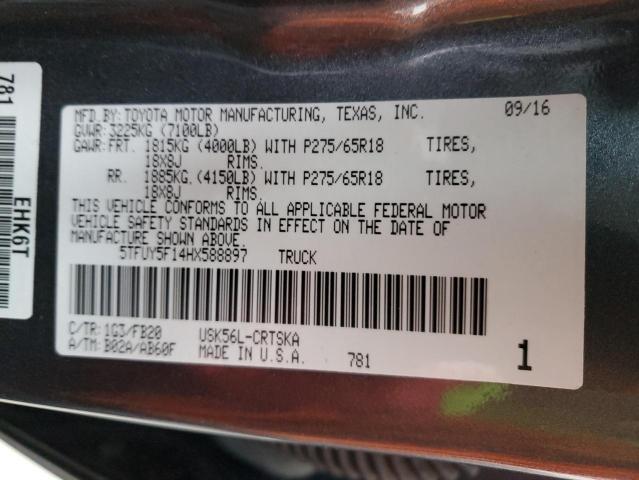 MFD.BY:TOYOTA MOTOR MANUFACTURING, TEXAS, INC. 09/16
GVWR:3225KG (7100LB)
GAWR:FRT. 1815KG (4000LB) WITH P275/65R18 TIRES,
18X8J RIMS.
RR. 1885KG.(4150LB) WITH P275/65R18 TIRES,
18X8J RIMS.
THIS VEHICLE CONFORMS TO ALL APPLICABLE FEDERAL MOTOR
VEHICLE SAFETY STANDARDS IN EFFECT ON THE DATE OF
MANUFACTURE SHOWN ABOVE.
5TFUY5F14HX588897 TRUCK
C/TR:1G3/FB20 USK56L-CRTSKA
A/TM:B02A/AB60F MADE IN U.S.A. 781 1
781
EHK6T